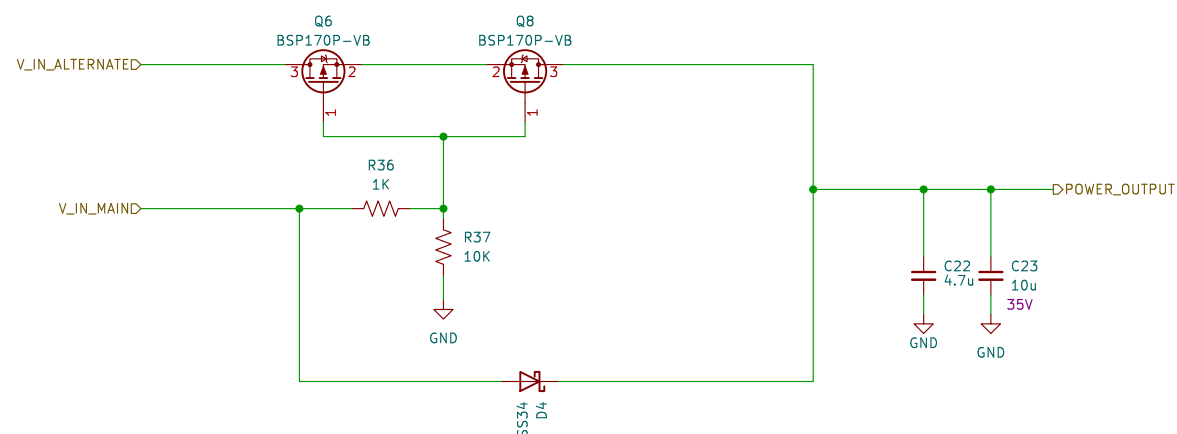 Q6
BSP170P-VB
Q8
BSP170P-VB
V_IN_ALTERNATE
3
2
2
3
1
1
R36
1K
V_IN_MAIN
R37
10K
GND
POWER_OUTPUT
C22
4.7u
C23
10u
35V
GND
GND
SS34
D4